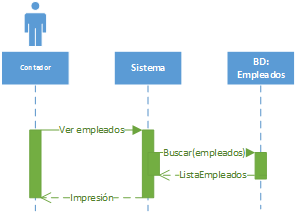 Contador
Sistema
BD:
Empleados
Ver empleados
Buscar(empleados)
ListaEmpleados
Impresión